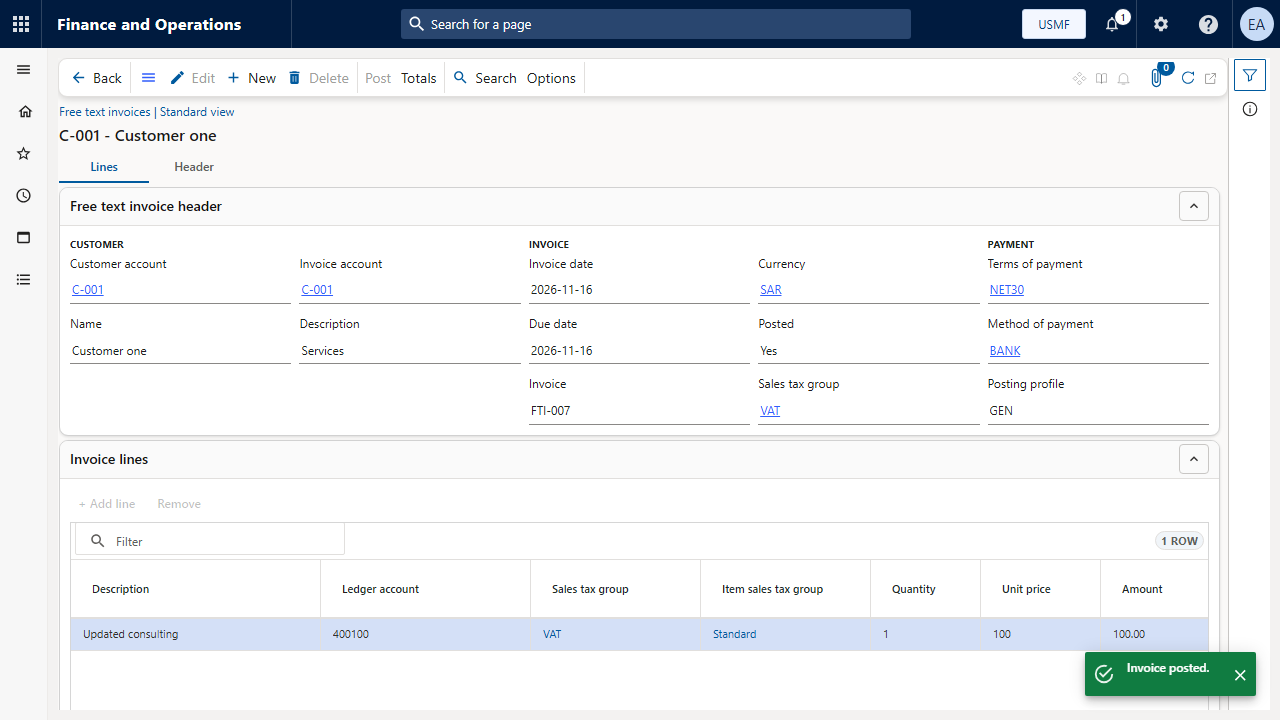 Finance and Operations
Search for a page
USMF
1
EA
Back
Edit
New
Delete
Post
Totals
Search
Options
0
Free text invoices | Standard view
C-001 - Customer one
Lines
Header
Free text invoice header
CUSTOMER
INVOICE
PAYMENT
Customer account
Invoice account
Invoice date
Currency
Terms of payment
C-001
C-001
2026-11-16
SAR
NET30
Name
Description
Due date
Posted
Method of payment
Customer one
Services
2026-11-16
Yes
BANK
Invoice
Sales tax group
Posting profile
FTI-007
VAT
GEN
Invoice lines
+ Add line
Remove
Filter
1 ROW
Description
Ledger account
Sales tax group
Item sales tax group
Quantity
Unit price
Amount
Updated consulting
400100
VAT
Standard
1
100
100.00
Invoice posted.